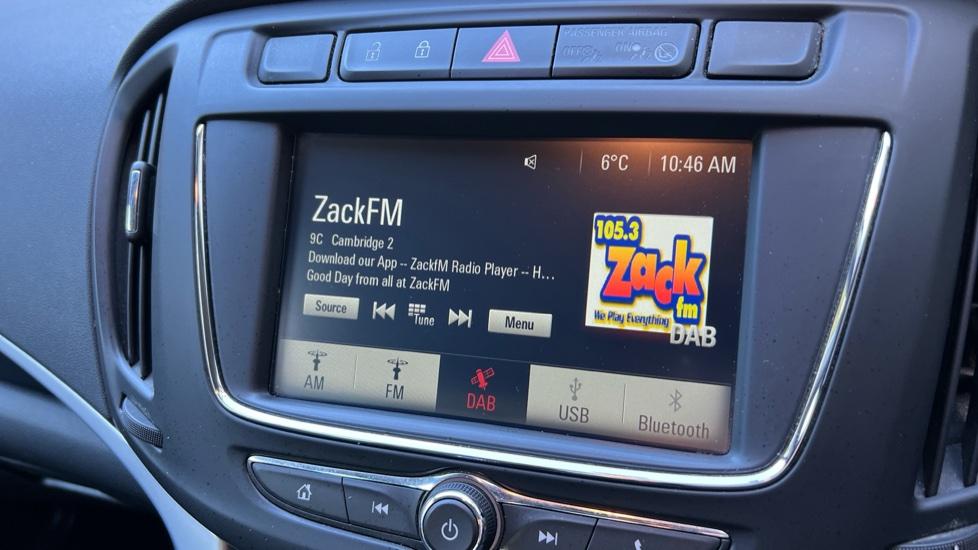 PASSENGER AIRBAG
OFF ON
6°C 10:46 AM
ZackFM
9C Cambridge 2
Download our App -- ZackfM Radio Player -- H...
Good Day from all at ZackFM
105.3
Zack
fm
We Play Everything
DAB
Source Tune Menu
AM FM DAB USB Bluetooth